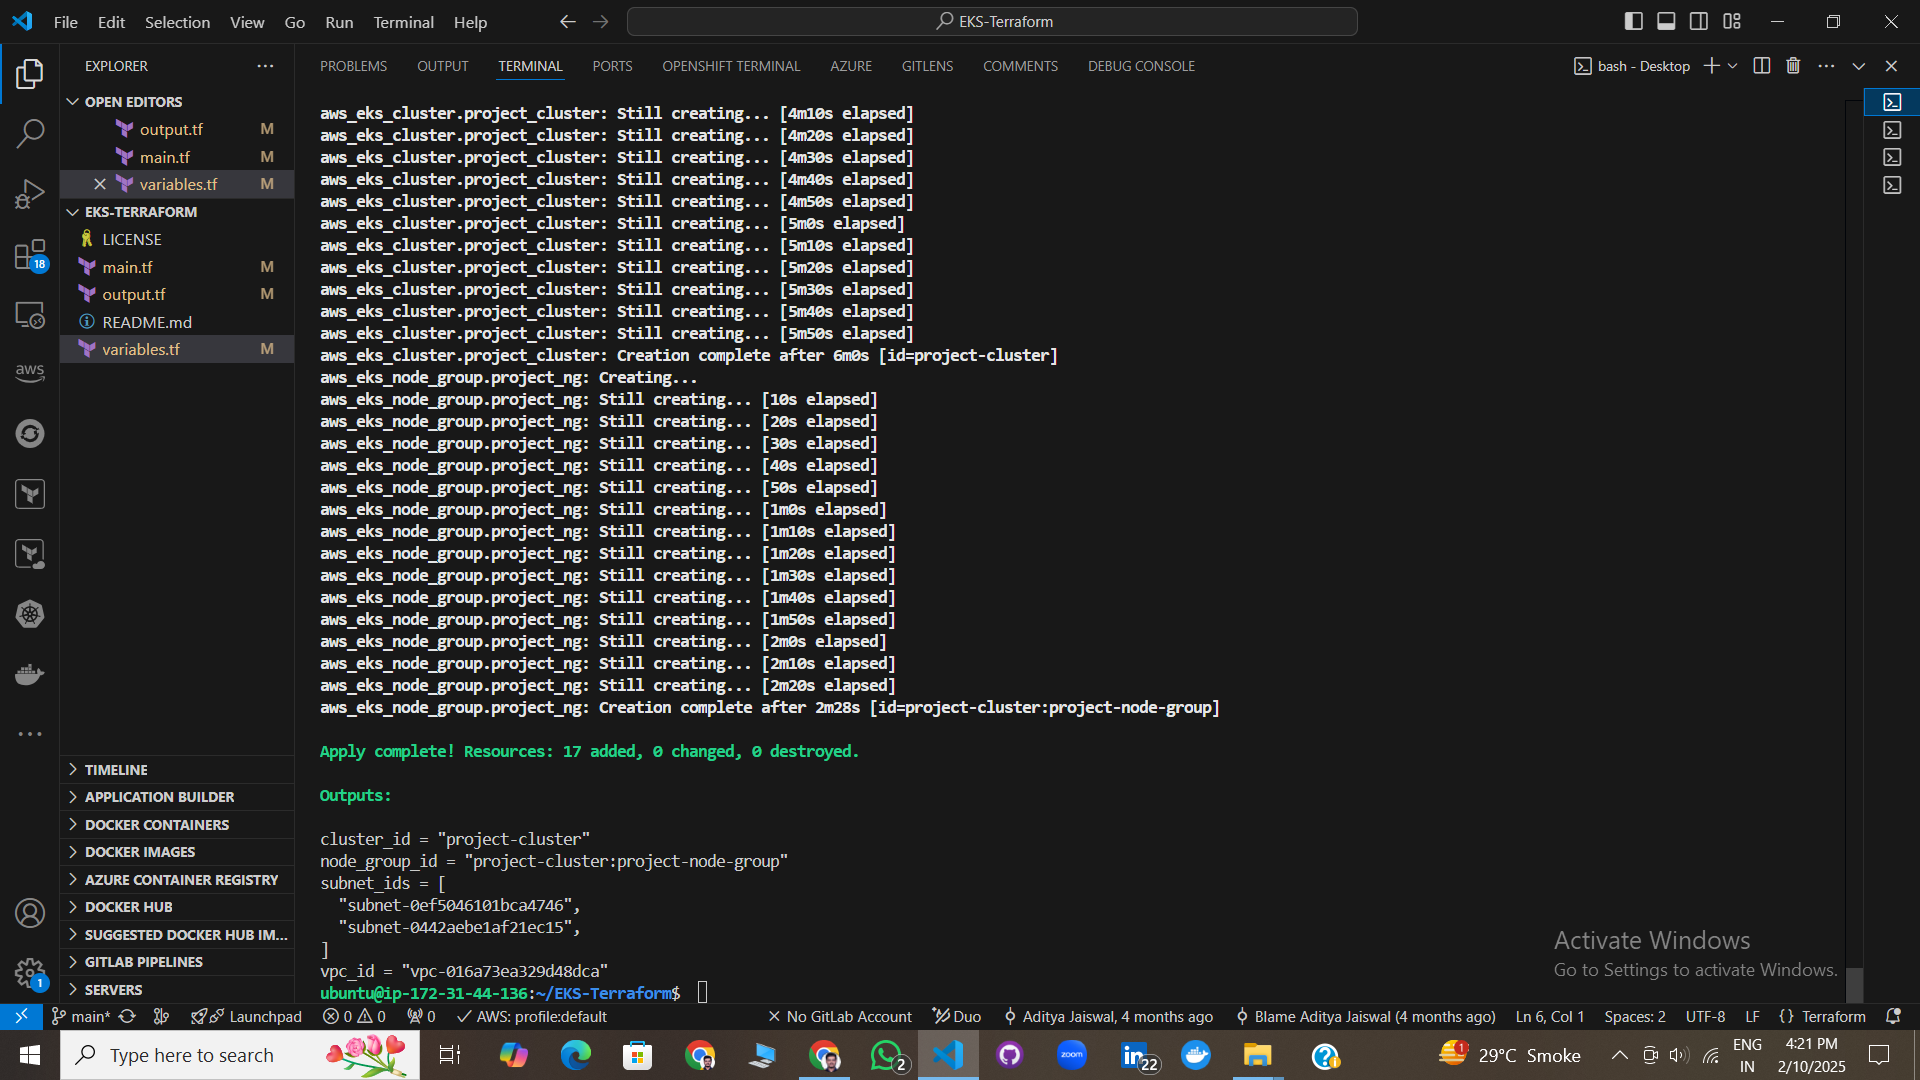 File Edit Selection View Go Run Terminal Help
EKS-Terraform
EXPLORER
OPEN EDITORS
output.tf M
main.tf M
variables.tf M
EKS-TERRAFORM
LICENSE
main.tf M
output.tf M
README.md
variables.tf M
18
aws
1
TIMELINE
APPLICATION BUILDER
DOCKER CONTAINERS
DOCKER IMAGES
AZURE CONTAINER REGISTRY
DOCKER HUB
SUGGESTED DOCKER HUB IM...
GITLAB PIPELINES
SERVERS
PROBLEMS OUTPUT TERMINAL PORTS OPENSHIFT TERMINAL AZURE GITLENS COMMENTS DEBUG CONSOLE
bash - Desktop
aws_eks_cluster.project_cluster: Still creating... [4m10s elapsed]
aws_eks_cluster.project_cluster: Still creating... [4m20s elapsed]
aws_eks_cluster.project_cluster: Still creating... [4m30s elapsed]
aws_eks_cluster.project_cluster: Still creating... [4m40s elapsed]
aws_eks_cluster.project_cluster: Still creating... [4m50s elapsed]
aws_eks_cluster.project_cluster: Still creating... [5m0s elapsed]
aws_eks_cluster.project_cluster: Still creating... [5m10s elapsed]
aws_eks_cluster.project_cluster: Still creating... [5m20s elapsed]
aws_eks_cluster.project_cluster: Still creating... [5m30s elapsed]
aws_eks_cluster.project_cluster: Still creating... [5m40s elapsed]
aws_eks_cluster.project_cluster: Still creating... [5m50s elapsed]
aws_eks_cluster.project_cluster: Creation complete after 6m0s [id=project-cluster]
aws_eks_node_group.project_ng: Creating...
aws_eks_node_group.project_ng: Still creating... [10s elapsed]
aws_eks_node_group.project_ng: Still creating... [20s elapsed]
aws_eks_node_group.project_ng: Still creating... [30s elapsed]
aws_eks_node_group.project_ng: Still creating... [40s elapsed]
aws_eks_node_group.project_ng: Still creating... [50s elapsed]
aws_eks_node_group.project_ng: Still creating... [1m0s elapsed]
aws_eks_node_group.project_ng: Still creating... [1m10s elapsed]
aws_eks_node_group.project_ng: Still creating... [1m20s elapsed]
aws_eks_node_group.project_ng: Still creating... [1m30s elapsed]
aws_eks_node_group.project_ng: Still creating... [1m40s elapsed]
aws_eks_node_group.project_ng: Still creating... [1m50s elapsed]
aws_eks_node_group.project_ng: Still creating... [2m0s elapsed]
aws_eks_node_group.project_ng: Still creating... [2m10s elapsed]
aws_eks_node_group.project_ng: Still creating... [2m20s elapsed]
aws_eks_node_group.project_ng: Creation complete after 2m28s [id=project-cluster:project-node-group]
Apply complete! Resources: 17 added, 0 changed, 0 destroyed.
Outputs:
cluster_id = "project-cluster"
node_group_id = "project-cluster:project-node-group"
subnet_ids = [
"subnet-0ef5046101bca4746",
"subnet-0442aebe1af21ec15",
]
vpc_id = "vpc-016a73ea329d48dca"
ubuntu@ip-172-31-44-136:~/EKS-Terraform$
Activate Windows
Go to Settings to activate Windows.
main* Launchpad 0 0 0 AWS: profile:default No GitLab Account Duo Aditya Jaiswal, 4 months ago Blame Aditya Jaiswal (4 months ago) Ln 6, Col 1 Spaces: 2 UTF-8 LF {} Terraform
Type here to search
2
zoom
22
1
29°C Smoke
ENG
IN
4:21 PM
2/10/2025